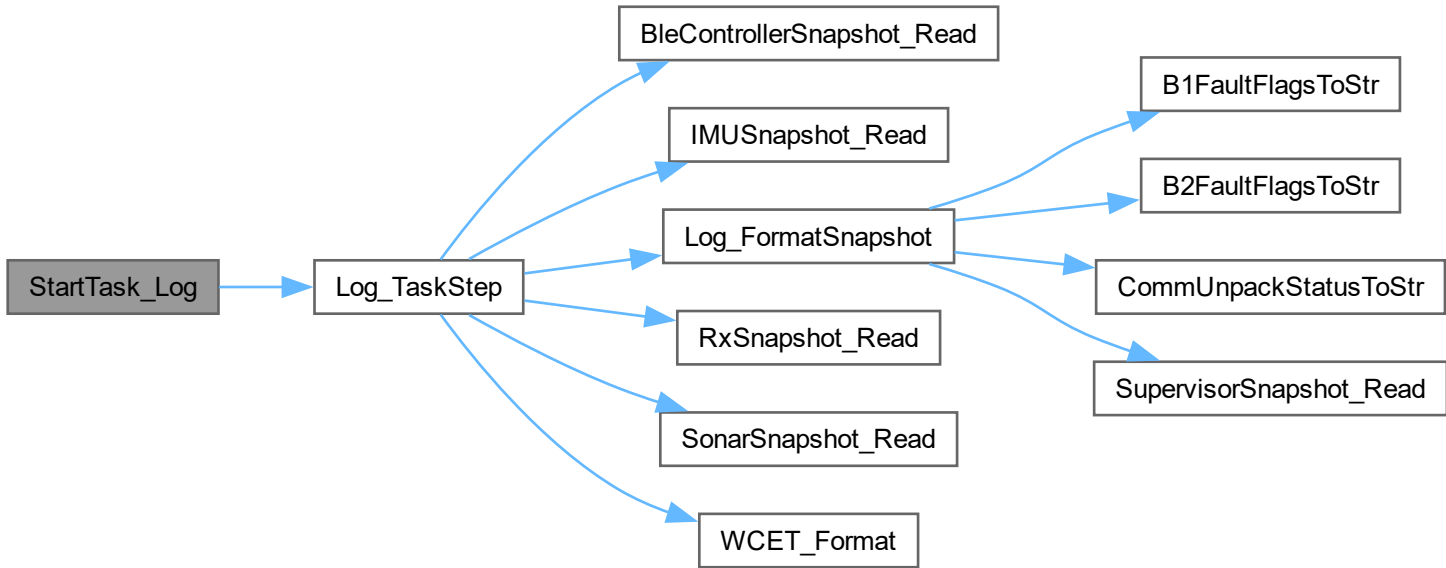 StartTask_Log
Log_TaskStep
BleControllerSnapshot_Read
IMUSnapshot_Read
Log_FormatSnapshot
RxSnapshot_Read
SonarSnapshot_Read
WCET_Format
B1FaultFlagsToStr
B2FaultFlagsToStr
CommUnpackStatusToStr
SupervisorSnapshot_Read